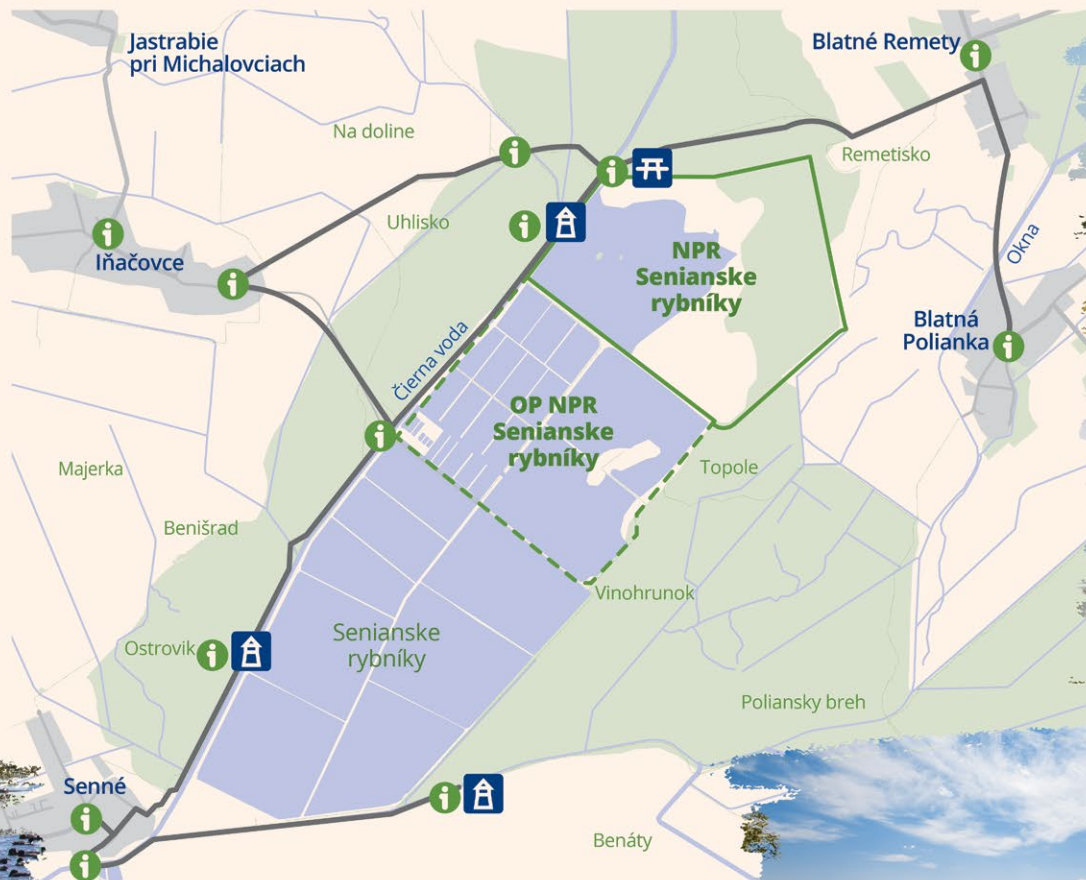 Jastrabie
pri Michalovciach
Blatné Remety
Na doline
Remetisko
Uhlisko
Iňačovce
NPR
Senianske
rybníky
Okna
Blatná
Polianka
Čierna voda
OP NPR
Senianske
rybníky
Majerka
Topole
Benišrad
Vinohrunok
Senianske
rybníky
Ostrovik
Poliansky breh
Senné
Benáty